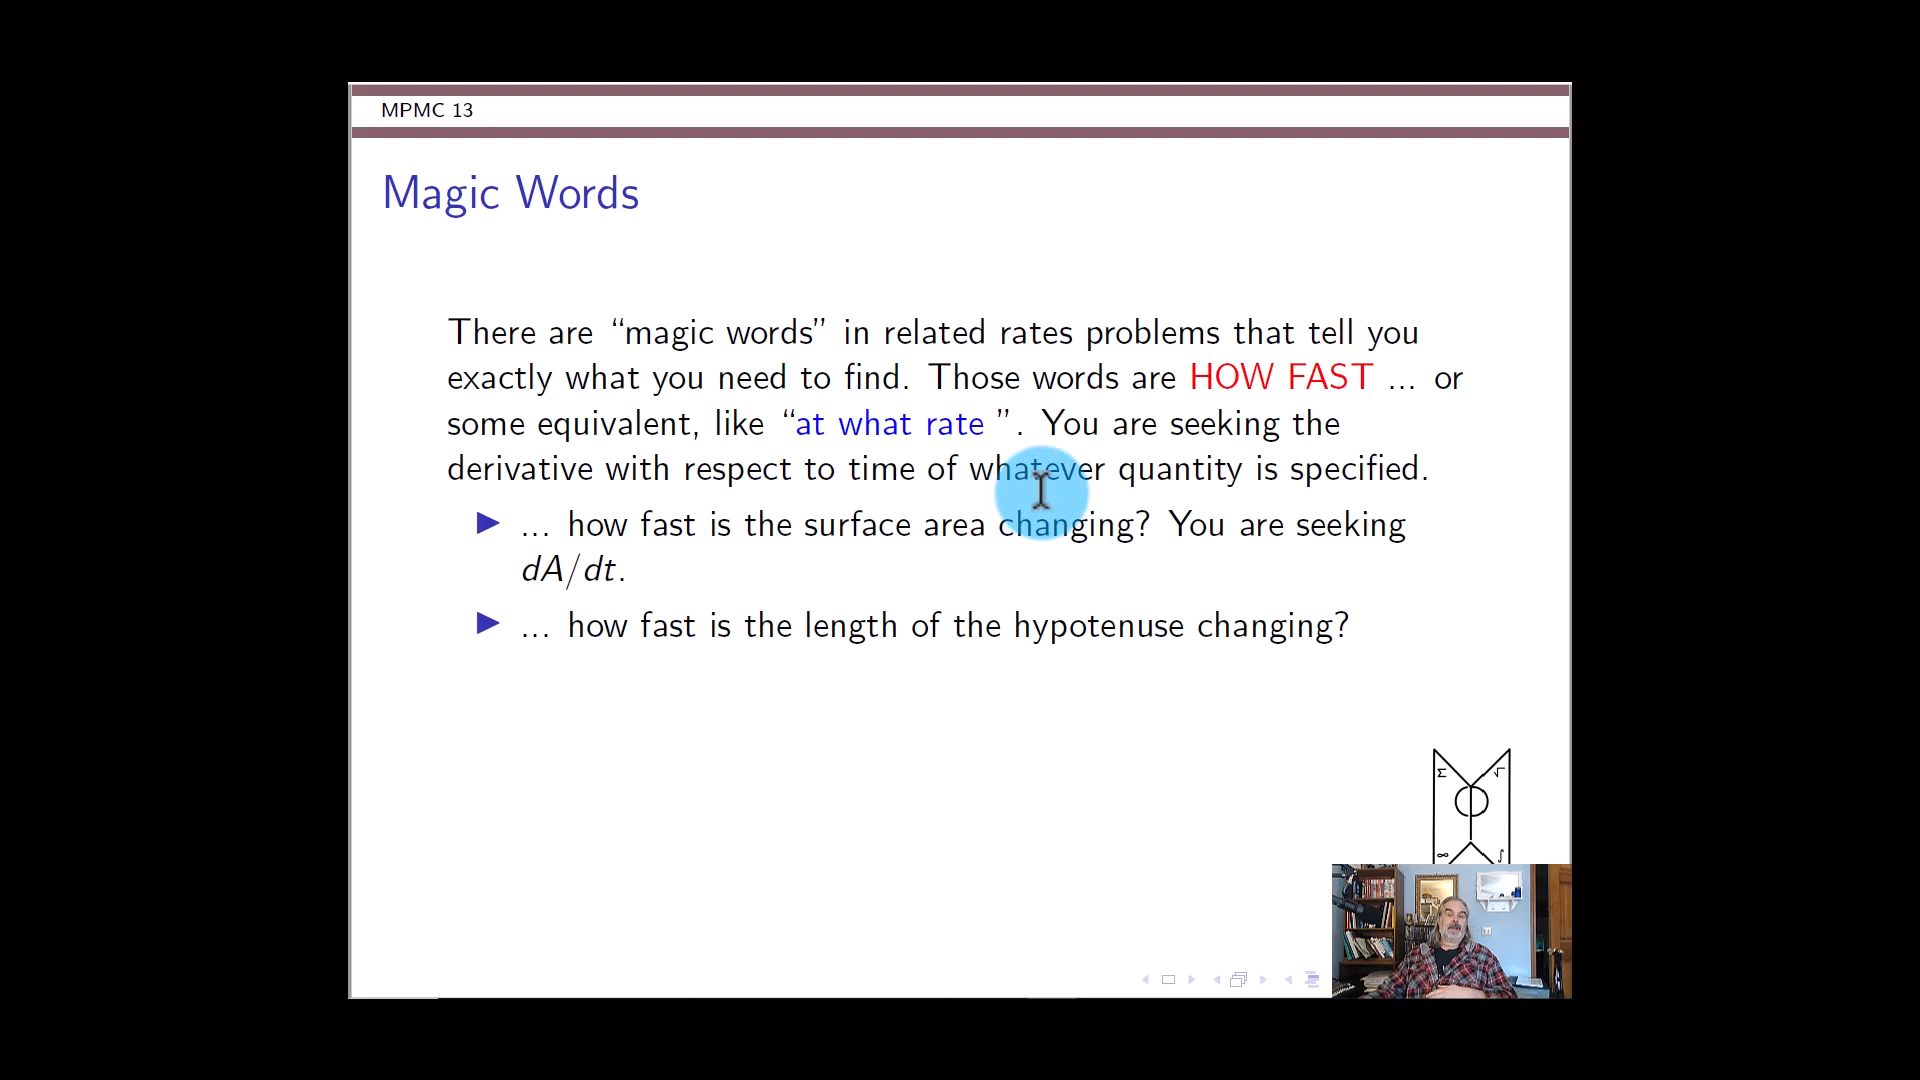 MPMC 13
Magic Words
There are “magic words” in related rates problems that tell you
exactly what you need to find. Those words are HOW FAST ... or
some equivalent, like “at what rate ”. You are seeking the
derivative with respect to time of whatever quantity is specified.
... how fast is the surface area changing? You are seeking
dA/dt.
... how fast is the length of the hypotenuse changing?
Σ √
∞ ∫